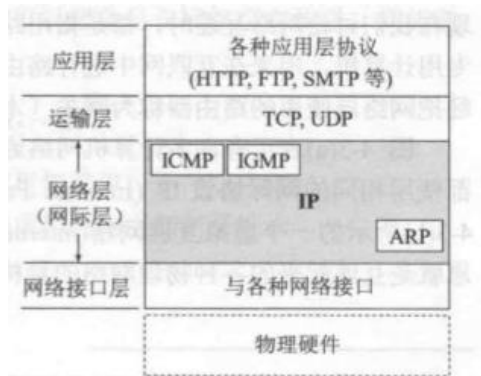 应用层
各种应用层协议
(HTTP, FTP, SMTP 等)
运输层
TCP, UDP
ICMP
IGMP
网络层
(网际层)
IP
ARP
网络接口层
与各种网络接口
物理硬件